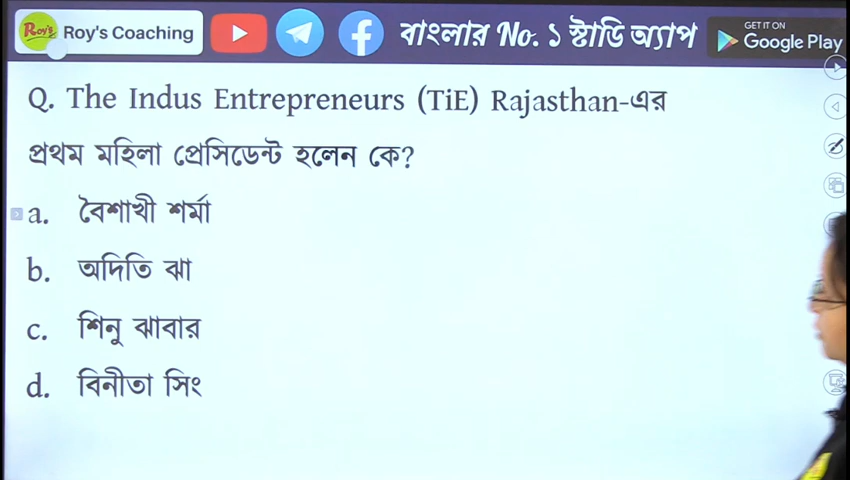 Roy's Roy's Coaching বাংলার No. ১ স্টাডি অ্যাপ GET IT ON Google Play
Q. The Indus Entrepreneurs (TiE) Rajasthan-এর
প্রথম মহিলা প্রেসিডেন্ট হলেন কে?
a. বৈশাখী শর্মা
b. অদিতি ঝা
c. শিনু ঝাবার
d. বিনীতা সিং